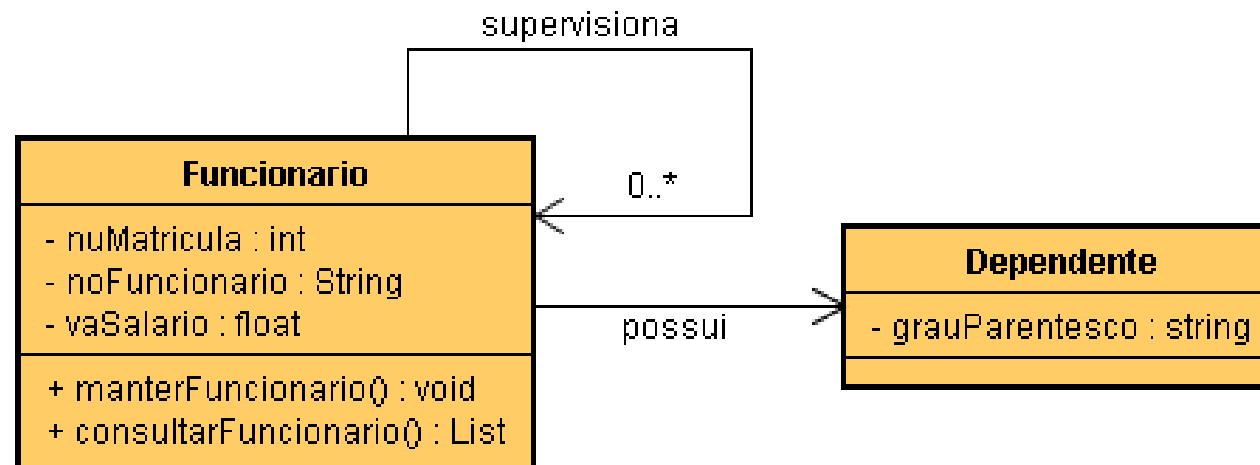 supervisiona
Funcionario
0..*
- nuMatricula : int
- noFuncionario : String
- vaSalario : float
+ manterFuncionario() : void
+ consultarFuncionario() : List
possui
Dependente
- grauParentesco : string